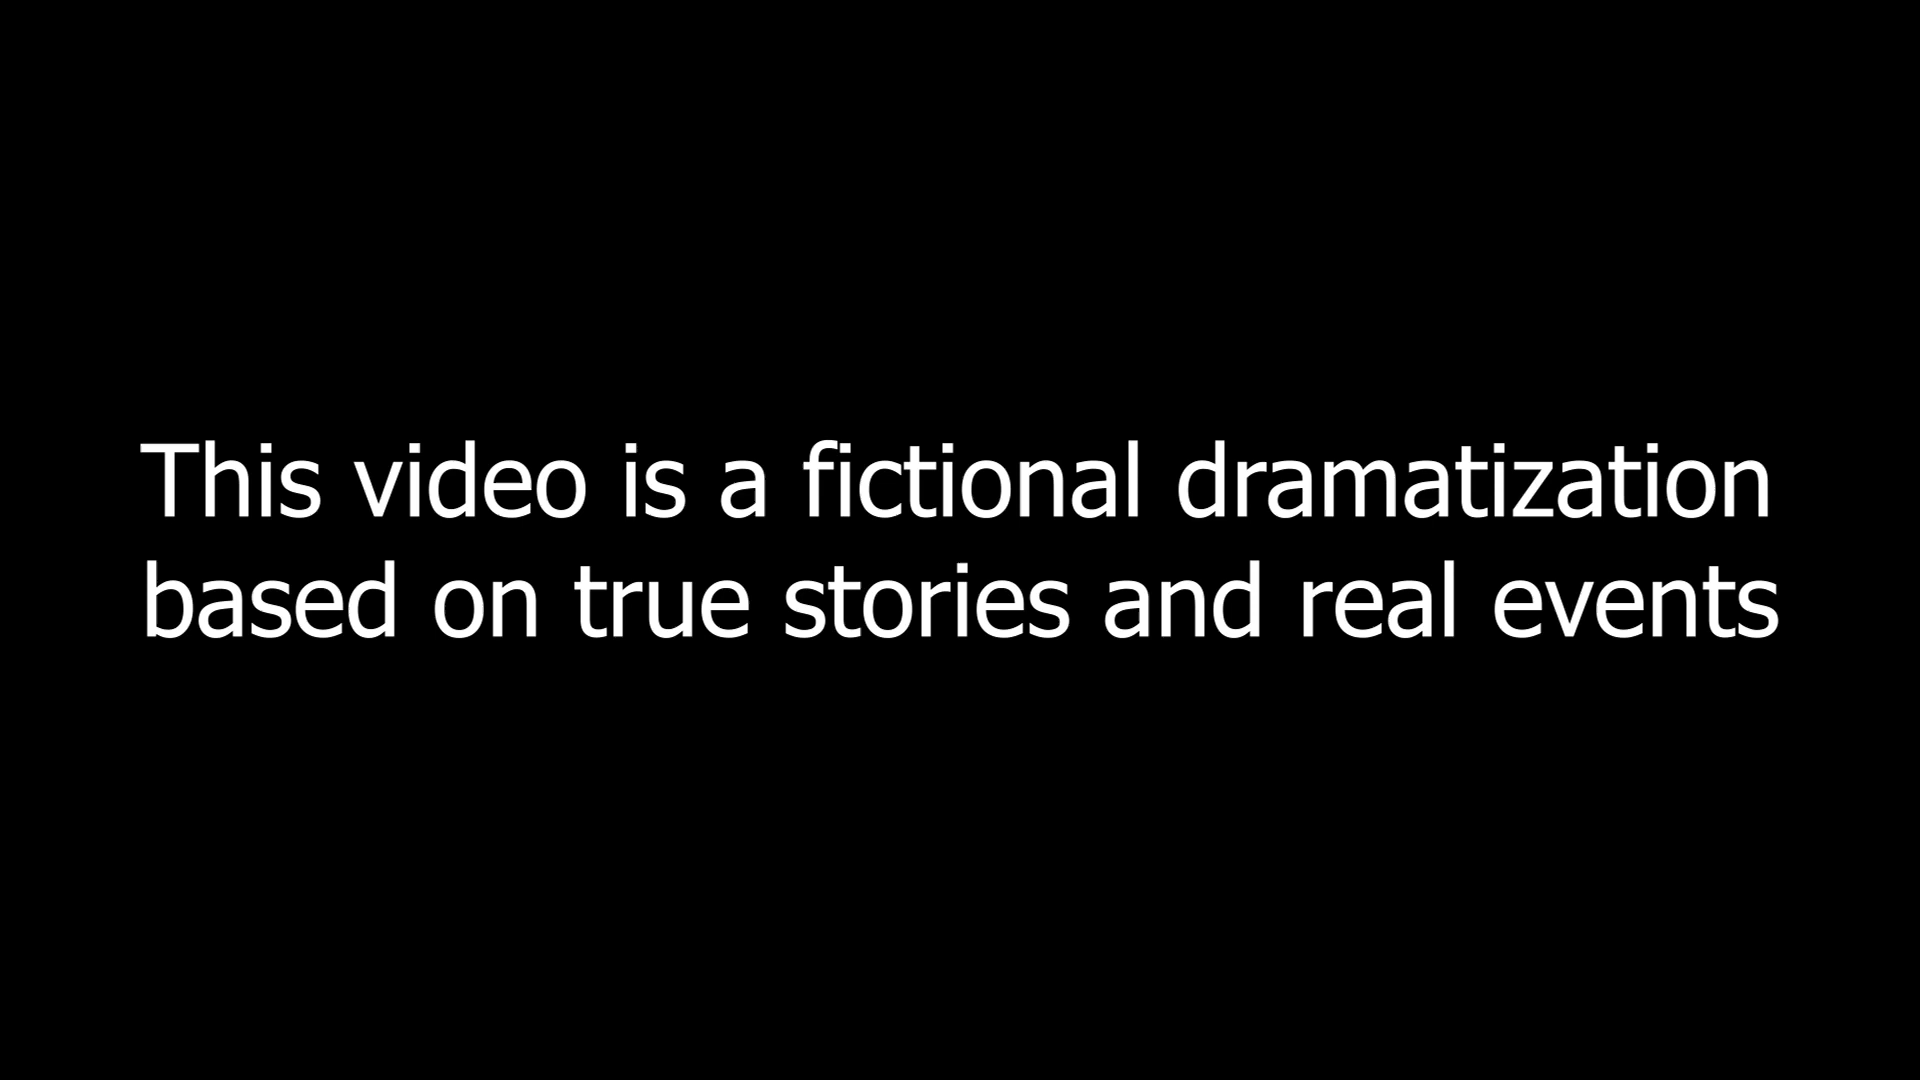 This video is a fictional dramatization
based on true stories and real events